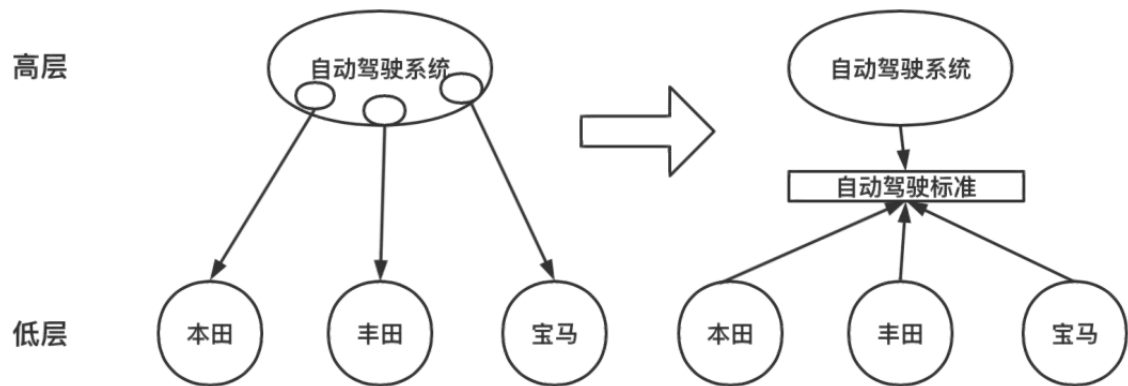 高层
自动驾驶系统
自动驾驶系统
自动驾驶标准
低层
本田
丰田
宝马
本田
丰田
宝马